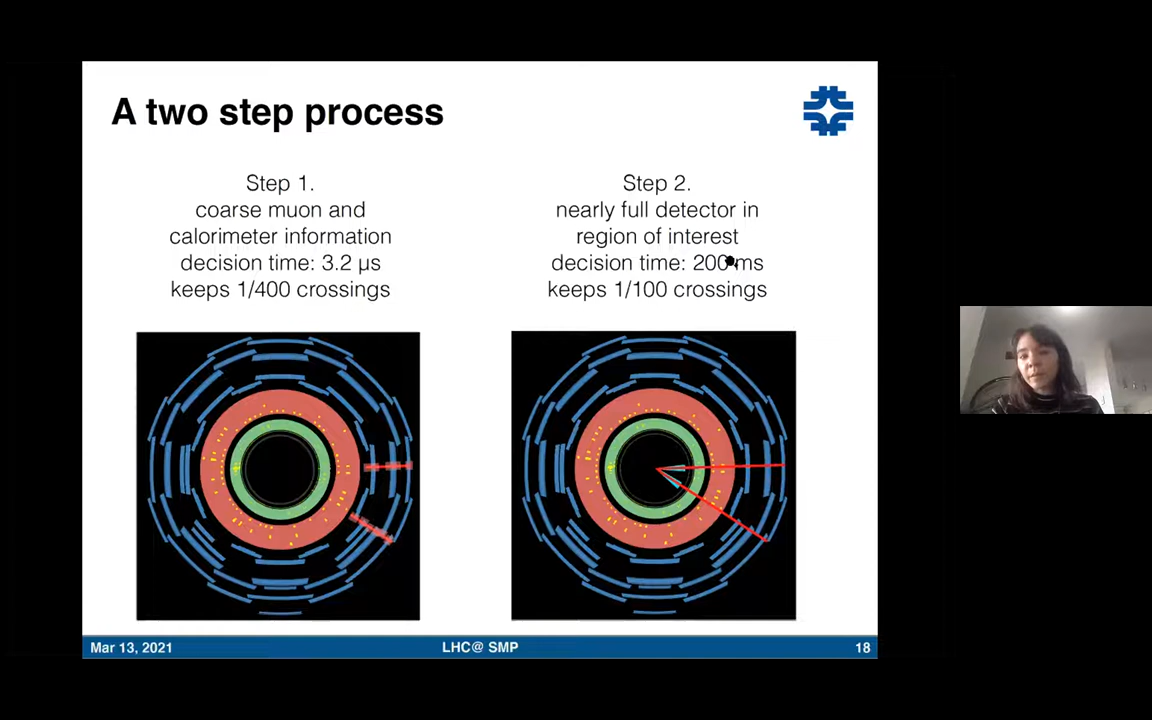 A two step process
Step 1.
coarse muon and
calorimeter information
decision time: 3.2 µs
keeps 1/400 crossings
Step 2.
nearly full detector in
region of interest
decision time: 200 ms
keeps 1/100 crossings
Mar 13, 2021
LHC@ SMP
18